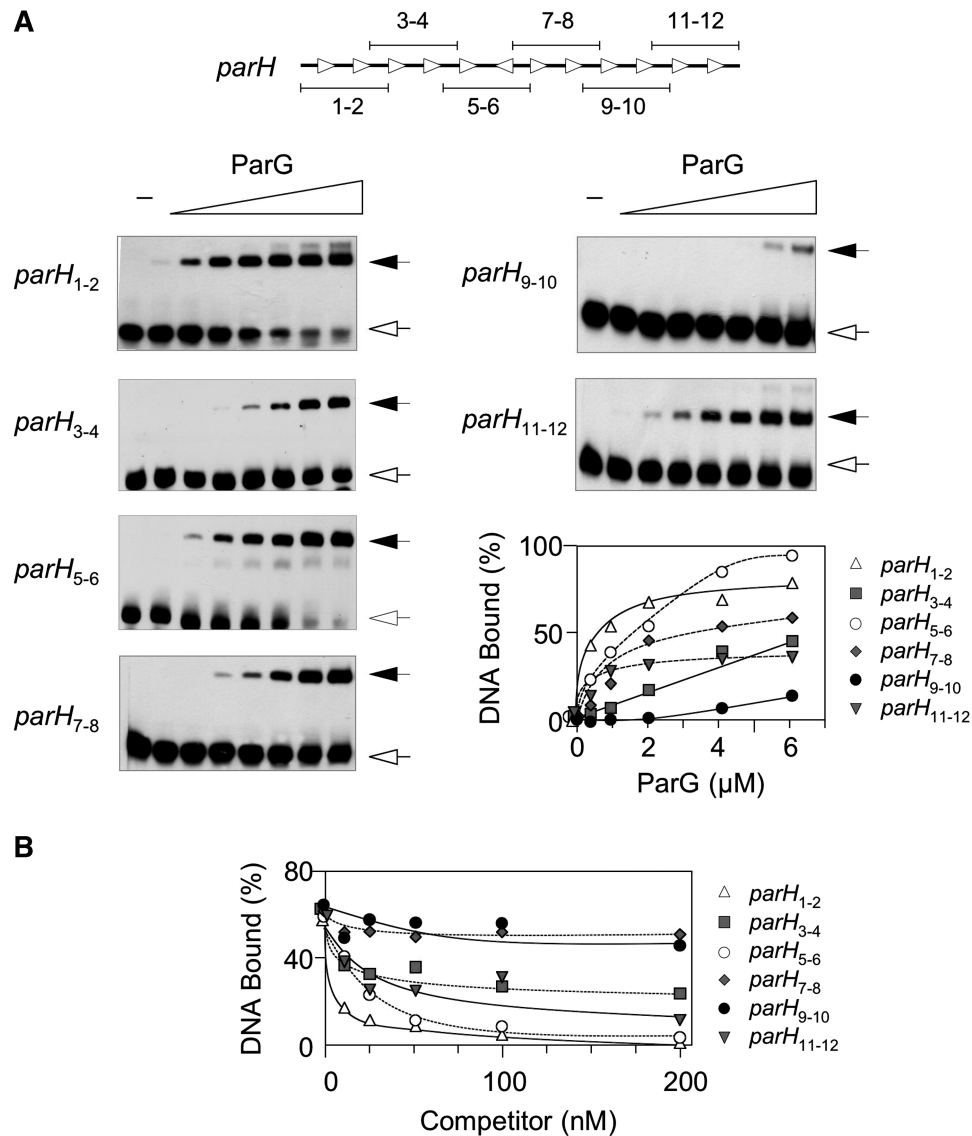 A
3-4 7-8 11-12
parH
1-2 5-6 9-10
ParG
–
parH1-2
parH3-4
parH5-6
parH7-8
ParG
–
parH9-10
parH11-12
DNA Bound (%)
100
50
0
0 2 4 6
ParG (µM)
parH1-2
parH3-4
parH5-6
parH7-8
parH9-10
parH11-12
B
DNA Bound (%)
80
40
0
0 100 200
Competitor (nM)
parH1-2
parH3-4
parH5-6
parH7-8
parH9-10
parH11-12